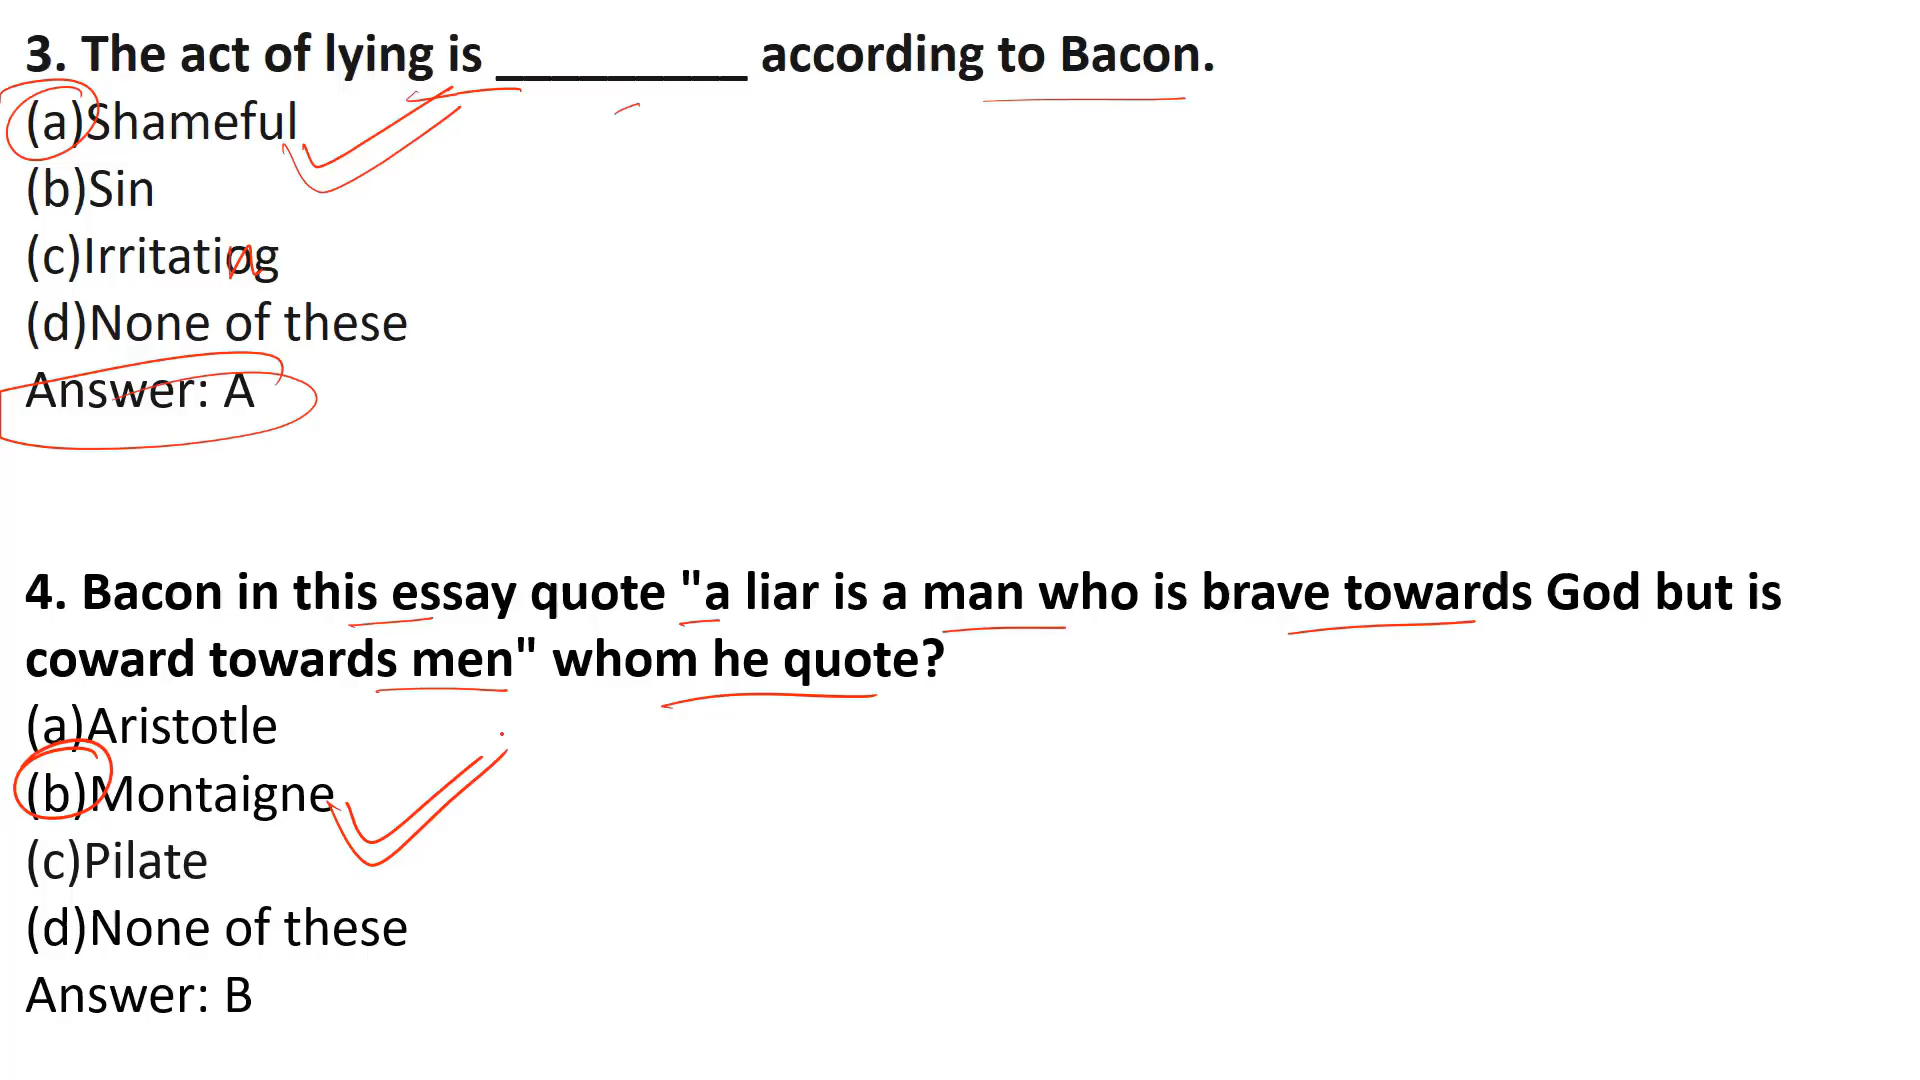 3. The act of lying is _________ according to Bacon.
(a)Shameful
(b)Sin
(c)Irritatiog
(d)None of these
Answer: A
4. Bacon in this essay quote "a liar is a man who is brave towards God but is
coward towards men" whom he quote?
(a)Aristotle
(b)Montaigne
(c)Pilate
(d)None of these
Answer: B